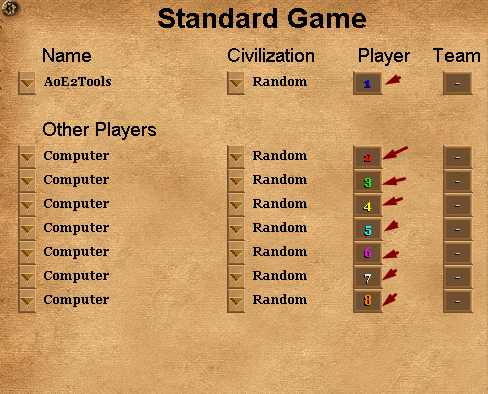 Standard Game
Name Civilization Player Team
AoE2Tools Random 1 -
Other Players
Computer Random 2 -
Computer Random 3 -
Computer Random 4 -
Computer Random 5 -
Computer Random 6 -
Computer Random 7 -
Computer Random 8 -